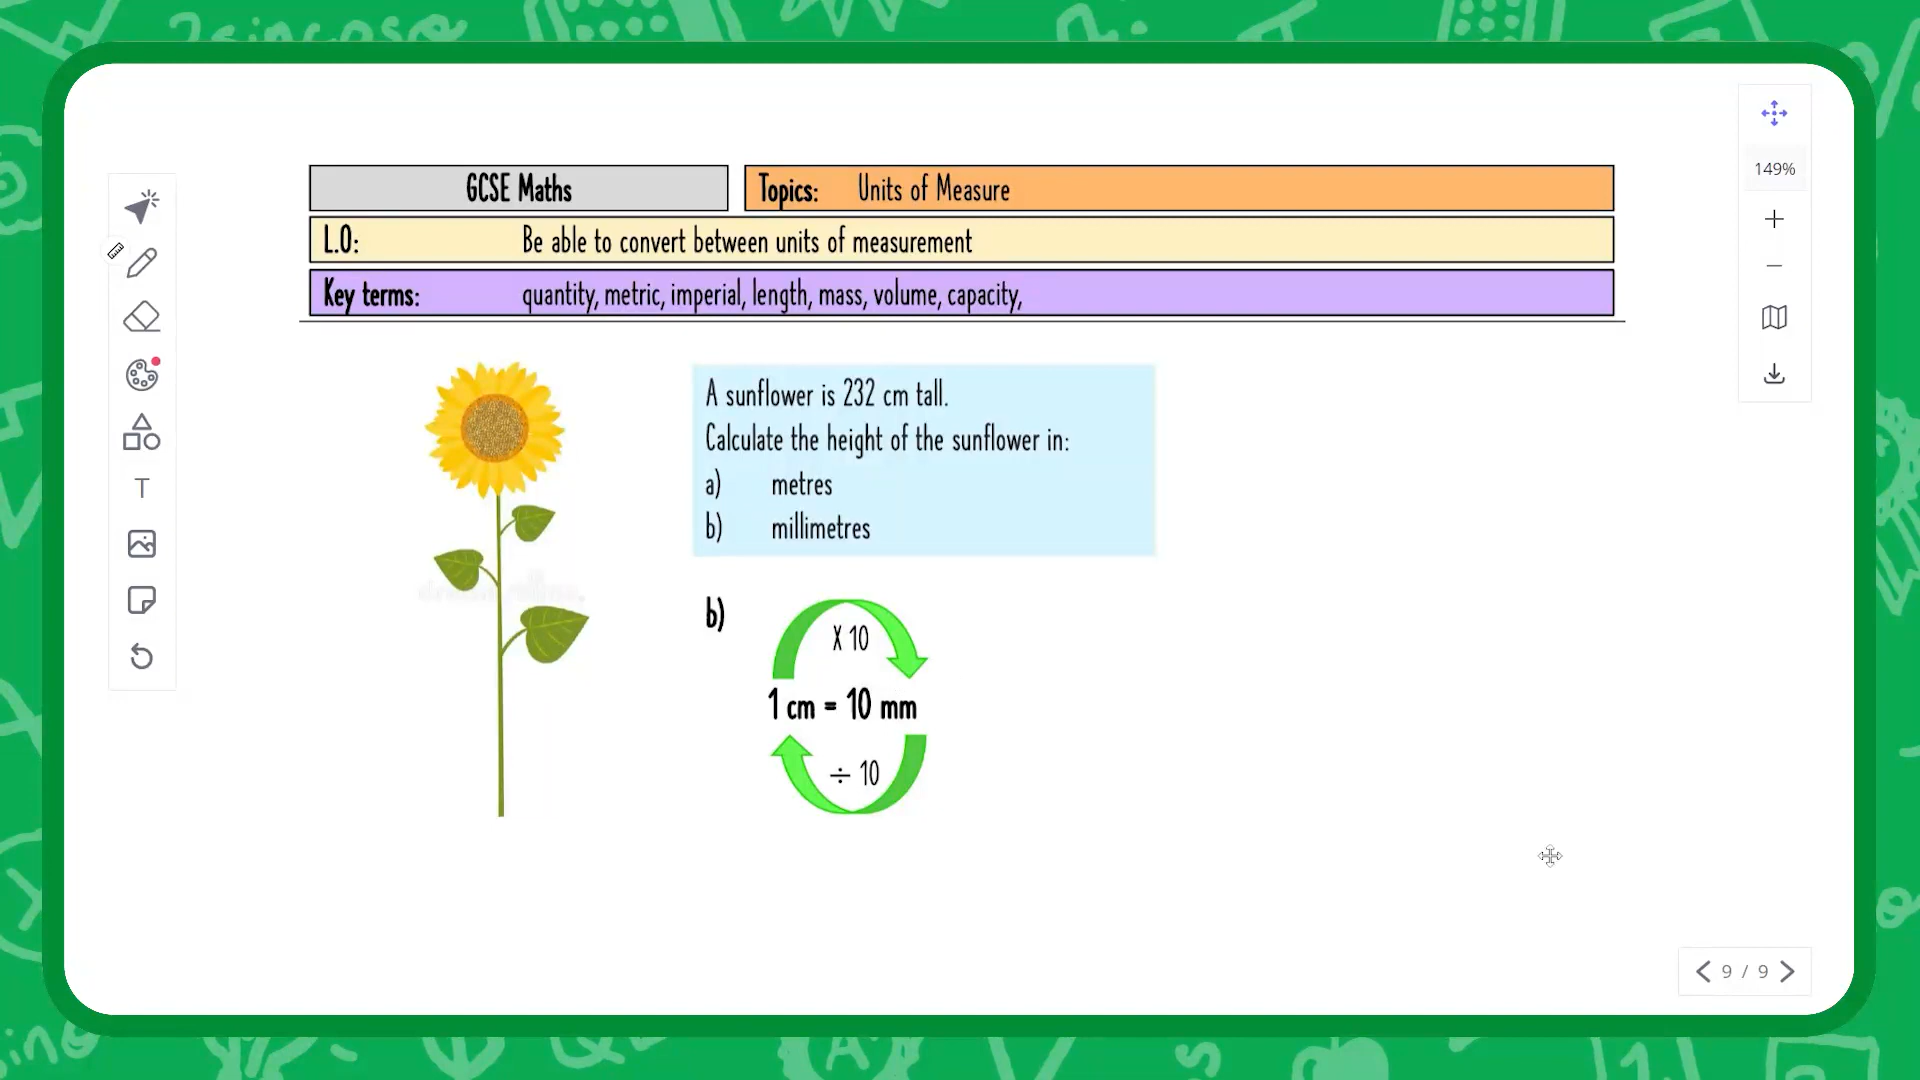 2sincosα
GCSE Maths
Topics: Units of Measure
L.O: Be able to convert between units of measurement
Key terms: quantity, metric, imperial, length, mass, volume, capacity,
149%
T
A sunflower is 232 cm tall.
Calculate the height of the sunflower in:
a) metres
b) millimetres
b)
X 10
1 cm = 10 mm
÷ 10
9 / 9